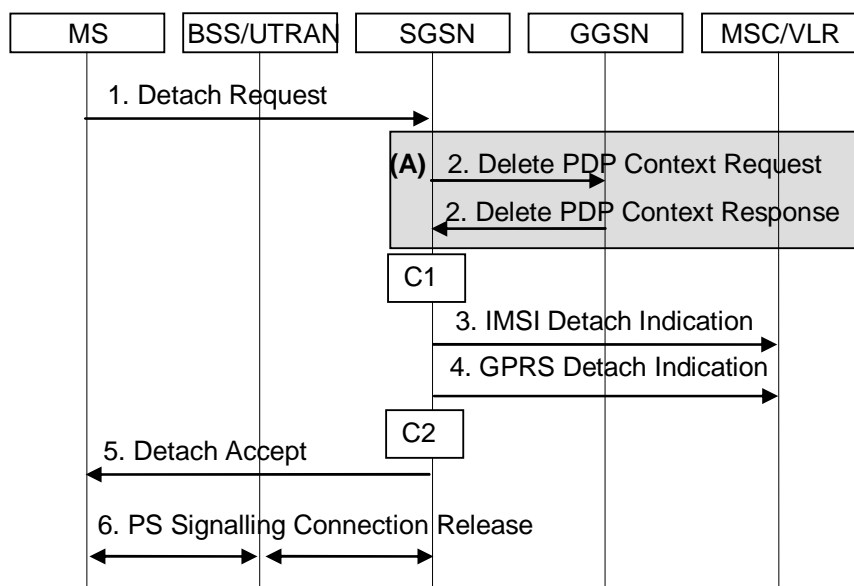 MS
BSS/UTRAN
SGSN
GGSN
MSC/VLR
1. Detach Request
(A)
2. Delete PDP Context Request
2. Delete PDP Context Response
C1
3. IMSI Detach Indication
4. GPRS Detach Indication
C2
5. Detach Accept
6. PS Signalling Connection Release